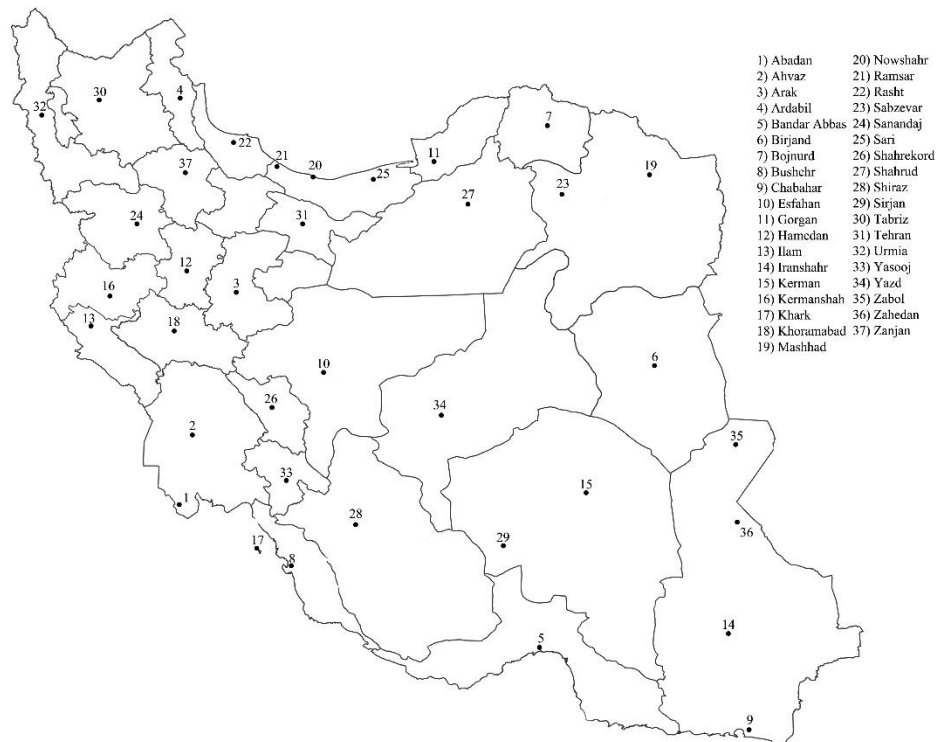 1) Abadan
2) Ahvaz
3) Arak
4) Ardabil
5) Bandar Abbas
6) Birjand
7) Bojnurd
8) Bushehr
9) Chabahar
10) Esfahan
11) Gorgan
12) Hamedan
13) Ilam
14) Iranshahr
15) Kerman
16) Kermanshah
17) Khark
18) Khoramabad
19) Mashhad
20) Nowshahr
21) Ramsar
22) Rasht
23) Sabzevar
24) Sanandaj
25) Sari
26) Shahrekord
27) Shahrud
28) Shiraz
29) Sirjan
30) Tabriz
31) Tehran
32) Urmia
33) Yasooj
34) Yazd
35) Zabol
36) Zahedan
37) Zanjan
30
4
32
7
22
11
21
20
25
19
37
23
27
24
31
12
3
16
13
18
10
6
26
34
2
35
33
15
1
28
36
29
17
8
14
5
9